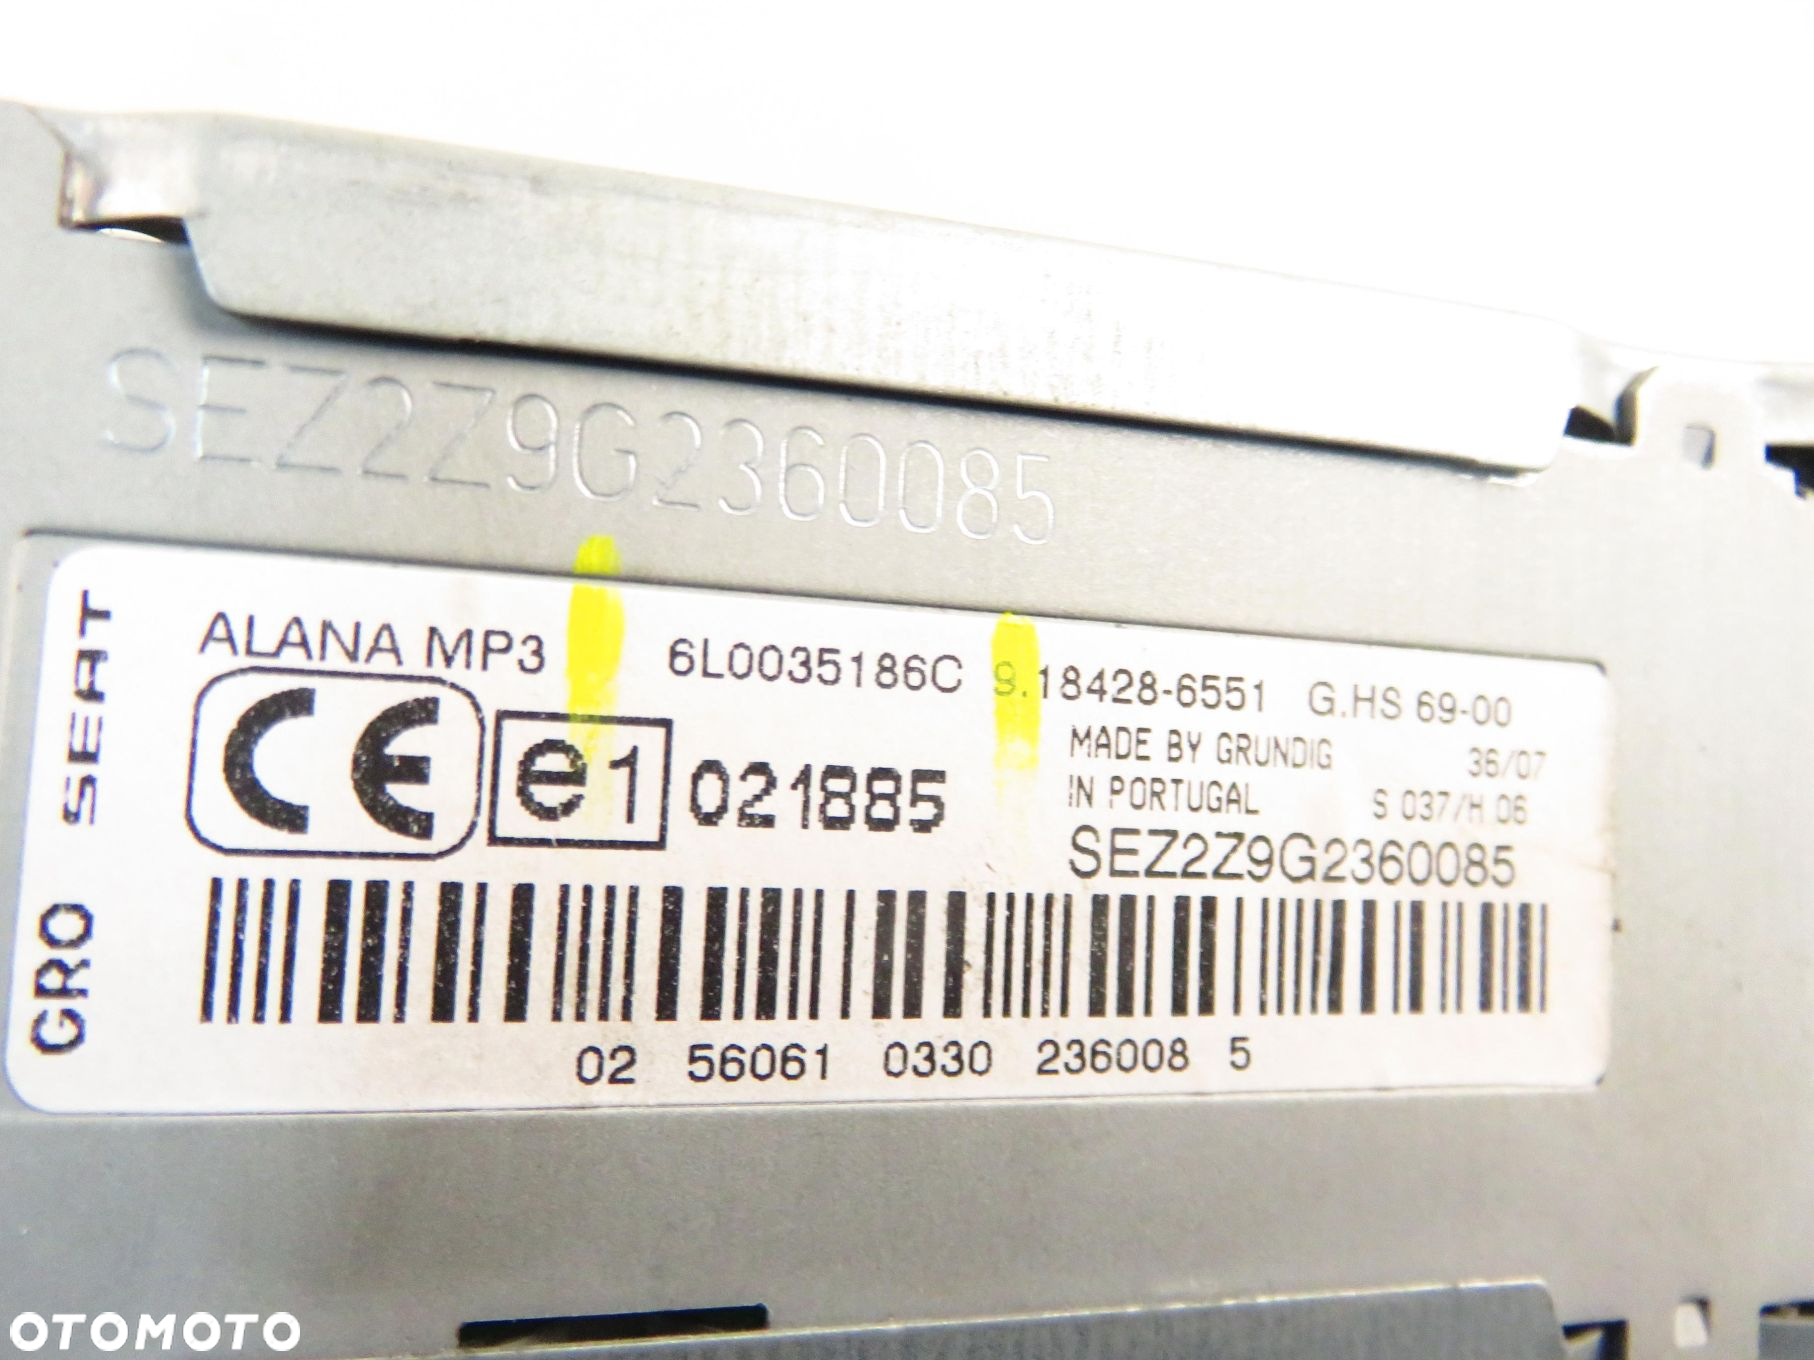 SEZ2Z9G2360085
GRO SEAT
ALANA MP3 6L0035186C 9.18428-6551 G.HS 69-00
CE e1 021885
MADE BY GRUNDIG 36/07
IN PORTUGAL S 037/H 06
SEZ2Z9G2360085
02 56061 0330 236008 5
OTOMOTO